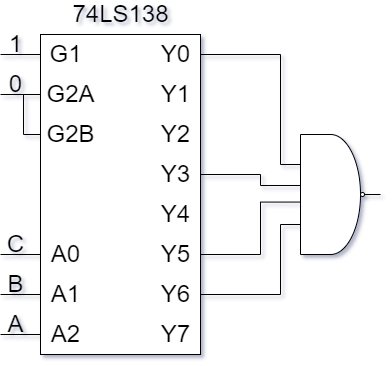 74LS138
1 G1 Y0
0 G2A Y1
G2B Y2
Y3
Y4
C A0 Y5
B A1 Y6
A A2 Y7